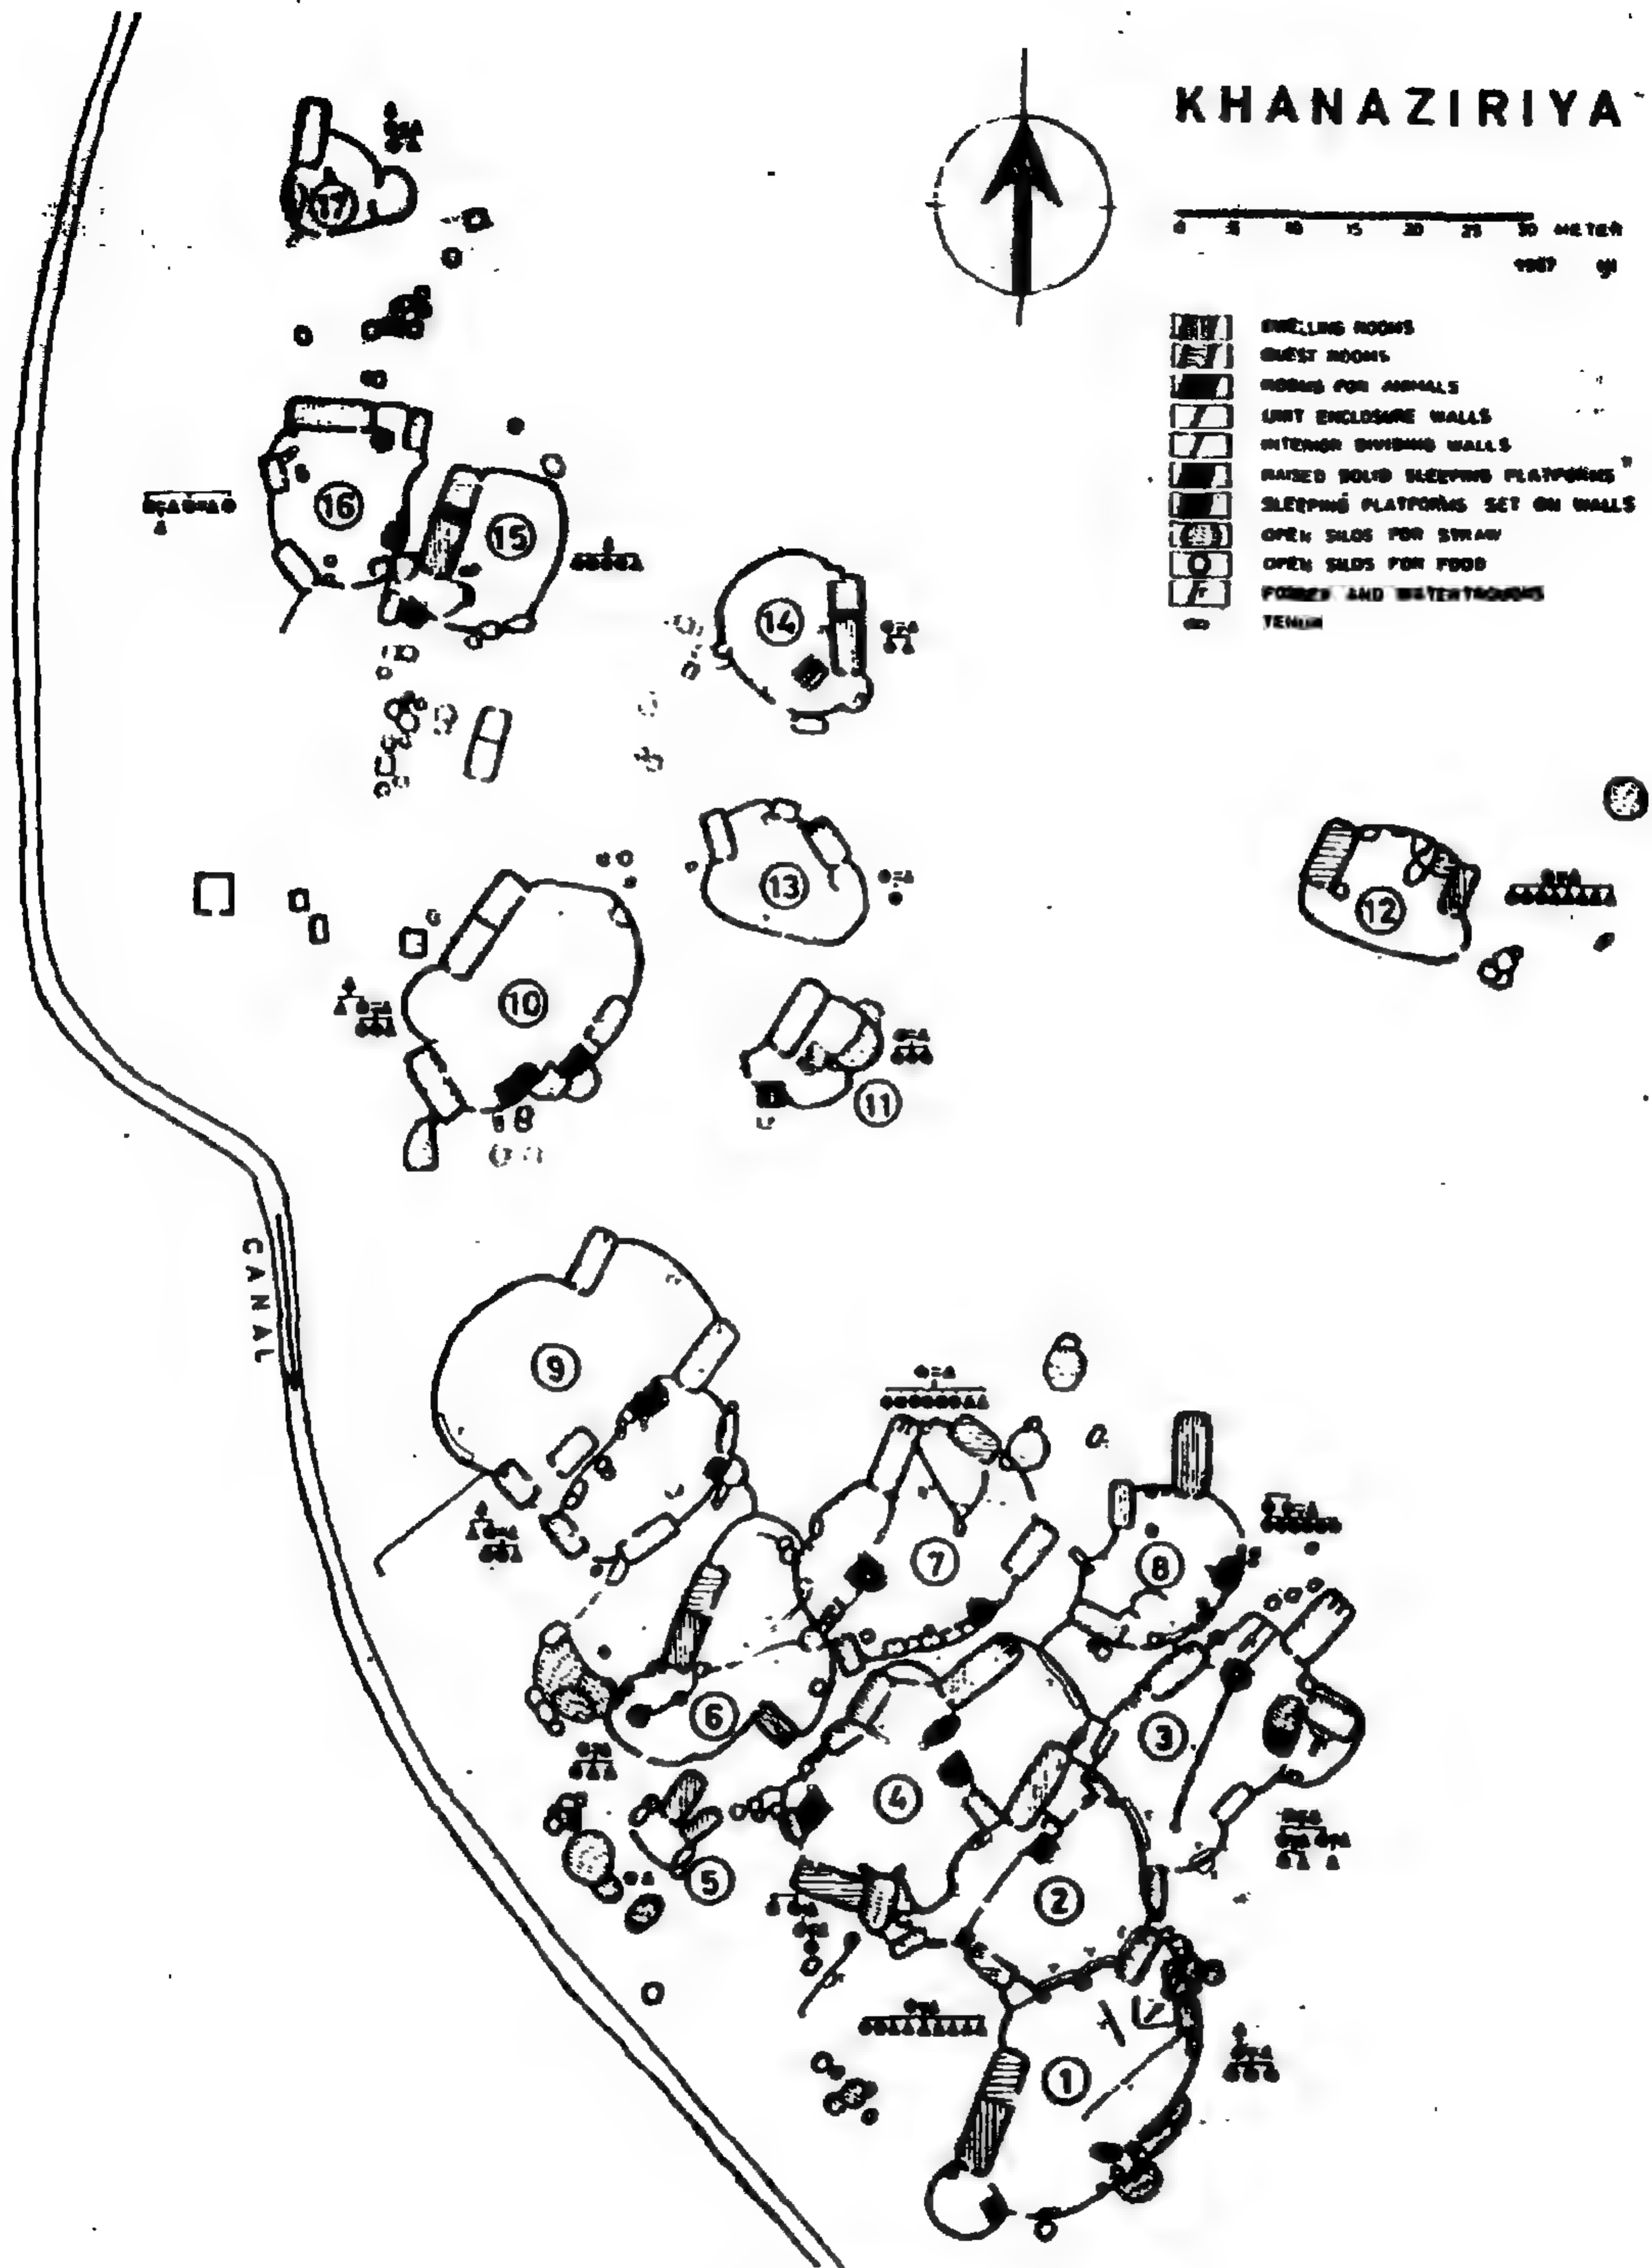 KHANAZIRIYA
0 5 10 15 20 25 30 METER
DWELLING ROOMS
GUEST ROOMS
ROOMS FOR ANIMALS
UNIT ENCLOSURE WALLS
INTERIOR DIVIDING WALLS
RAISED SOLID SLEEPING PLATFORMS
SLEEPING PLATFORMS SET ON WALLS
OPEN SILOS FOR STRAW
OPEN SILOS FOR FOOD
FODDER AND WATERTROUGHS
17
16
15
14
13
12
10
11
CANAL
9
7
8
6
3
4
5
2
1